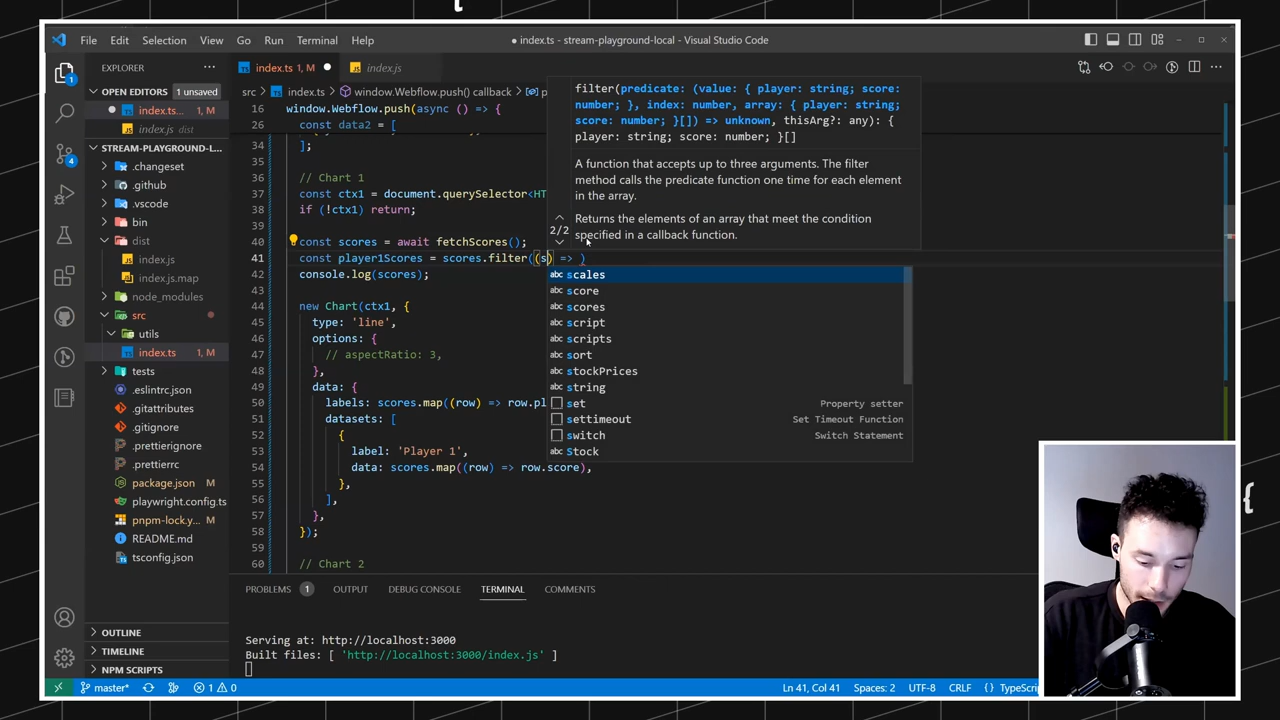 {
File Edit Selection View Go Run Terminal Help
● index.ts - stream-playground-local - Visual Studio Code
EXPLORER
OPEN EDITORS 1 unsaved
index.ts... 1, M
index.js dist
STREAM-PLAYGROUND-L...
.changeset
.github
.vscode
bin
dist
index.js
index.js.map
node_modules
src
utils
index.ts 1, M
tests
.eslintrc.json
.gitattributes
.gitignore
.prettierignore
.prettierrc
package.json M
playwright.config.ts
pnpm-lock.y... M
README.md
tsconfig.json
OUTLINE
TIMELINE
NPM SCRIPTS
index.ts 1, M
index.js
src > index.ts > window.Webflow.push() callback > p
16 window.Webflow.push(async () => {
26 const data2 = [
34 ];
35
36 // Chart 1
37 const ctx1 = document.querySelector<HT
38 if (!ctx1) return;
39
40 const scores = await fetchScores();
41 const player1Scores = scores.filter((s) => )
42 console.log(scores);
43
44 new Chart(ctx1, {
45 type: 'line',
46 options: {
47 // aspectRatio: 3,
48 },
49 data: {
50 labels: scores.map((row) => row.pl
51 datasets: [
52 {
53 label: 'Player 1',
54 data: scores.map((row) => row.score),
55 },
56 ],
57 },
58 });
59
60 // Chart 2
filter(predicate: (value: { player: string; score:
number; }, index: number, array: { player: string;
score: number; }[]) => unknown, thisArg?: any): {
player: string; score: number; }[]
A function that accepts up to three arguments. The filter
method calls the predicate function one time for each element
in the array.
2/2
Returns the elements of an array that meet the condition
specified in a callback function.
abc scales
abc score
abc scores
abc script
abc scripts
abc sort
abc stockPrices
abc string
set Property setter
settimeout Set Timeout Function
switch Switch Statement
abc Stock
PROBLEMS 1 OUTPUT DEBUG CONSOLE TERMINAL COMMENTS
Serving at: http://localhost:3000
Built files: [ 'http://localhost:3000/index.js' ]
master* 1 0 Ln 41, Col 41 Spaces: 2 UTF-8 CRLF {} TypeScri
{